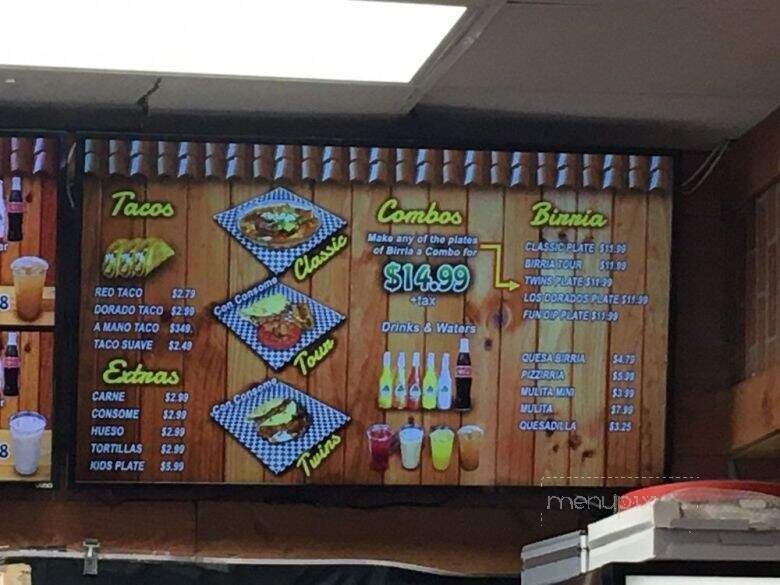 Tacos
RED TACO $2.79
DORADO TACO $2.99
A MANO TACO $349.
TACO SUAVE $2.49
Extras
CARNE $2.99
CONSOME $2.99
HUESO $2.99
TORTILLAS $2.99
KIDS PLATE $5.99
Classic
Con Consome
Tour
Con Consome
Twins
Combos
Make any of the plates
of Birria a Combo for
$14.99
+tax
Drinks & Waters
Birria
CLASSIC PLATE $11.99
BIRRIA TOUR $11.99
TWINS PLATE $11.99
LOS DORADOS PLATE $11.99
FUN DIP PLATE $11.99
QUESA BIRRIA $4.75
PIZZIRRIA $5.99
MULITA MINI $3.99
MULITA $7.99
QUESADILLA $3.25
8
8
menupix